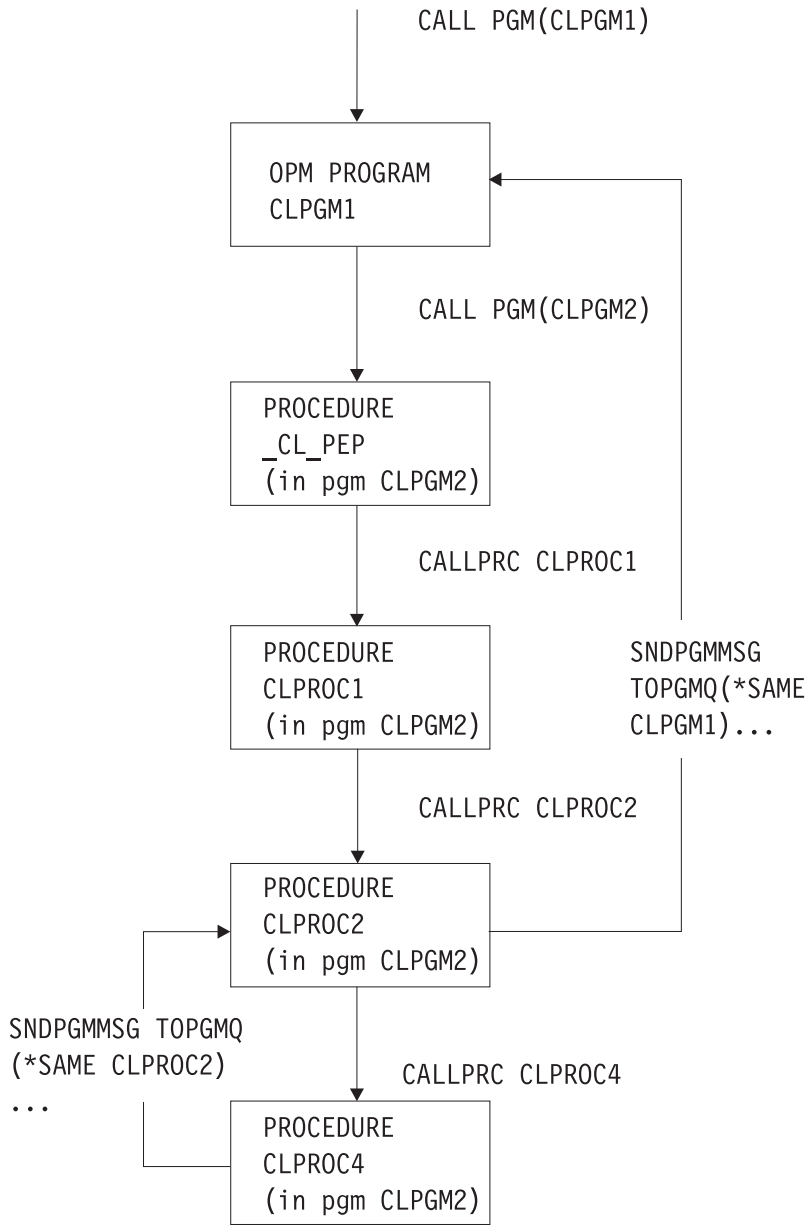 CALL PGM(CLPGM1)
OPM PROGRAM
CLPGM1
CALL PGM(CLPGM2)
PROCEDURE
_CL_PEP
(in pgm CLPGM2)
CALLPRC CLPROC1
PROCEDURE
CLPROC1
(in pgm CLPGM2)
SNDPGMMSG
TOPGMQ(*SAME
CLPGM1)...
CALLPRC CLPROC2
PROCEDURE
CLPROC2
(in pgm CLPGM2)
SNDPGMMSG TOPGMQ
(*SAME CLPROC2)
...
CALLPRC CLPROC4
PROCEDURE
CLPROC4
(in pgm CLPGM2)